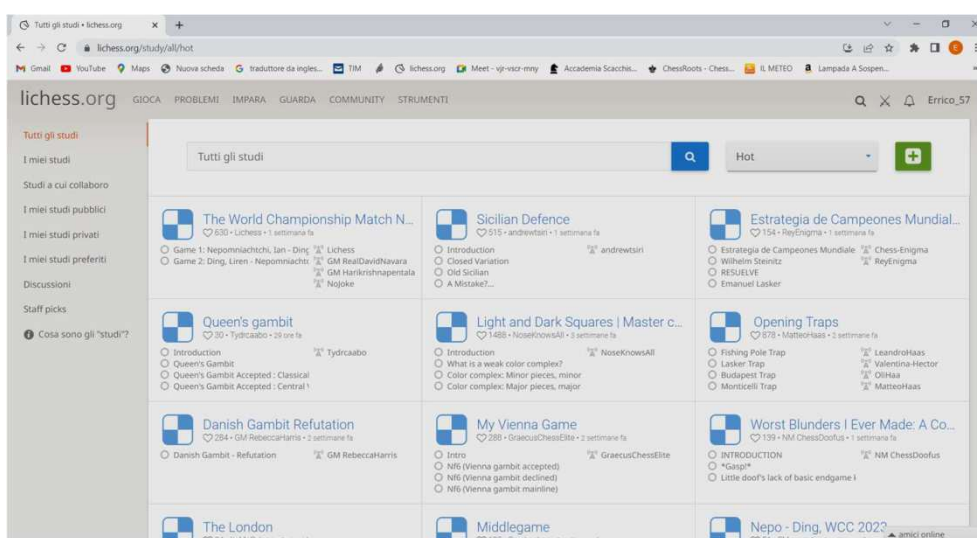 Tutti gli studi • lichess.org
lichess.org/study/all/hot
Gmail YouTube Maps Nuova scheda traduttore da ingles... TIM lichess.org Meet - vjr-vscr-mny Accademia Scacchis... ChessRoots - Chess... IL METEO Lampada A Sospen...
lichess.org GIOCA PROBLEMI IMPARA GUARDA COMMUNITY STRUMENTI Errico_57
Tutti gli studi
I miei studi
Studi a cui collaboro
I miei studi pubblici
I miei studi privati
I miei studi preferiti
Discussioni
Staff picks
Cosa sono gli "studi"?
Tutti gli studi Hot
The World Championship Match N...
630 • Lichess • 1 settimana fa
Game 1: Nepomniachtchi, Ian - Ding Lichess
Game 2: Ding, Liren - Nepomniachtc GM RealDavidNavara
GM Harikrishnapentala
NoJoke
Sicilian Defence
515 • andrewtsiri • 1 settimana fa
Introduction andrewtsiri
Closed Variation
Old Sicilian
A Mistake?...
Estrategia de Campeones Mundial...
154 • ReyEnigma • 1 settimana fa
Estrategia de Campeones Mundiale Chess-Enigma
Wilhelm Steinitz ReyEnigma
RESUELVE
Emanuel Lasker
Queen's gambit
30 • Tydrcaabo • 29 ore fa
Introduction Tydrcaabo
Queen's Gambit
Queen's Gambit Accepted : Classical
Queen's Gambit Accepted : Central
Light and Dark Squares | Master c...
1488 • NoseKnowsAll • 3 settimane fa
Introduction NoseKnowsAll
What is a weak color complex?
Color complex: Minor pieces, minor
Color complex: Major pieces, major
Opening Traps
878 • MatteoHaas • 2 settimane fa
Fishing Pole Trap LeandroHaas
Lasker Trap Valentina-Hector
Budapest Trap OliHaa
Monticelli Trap MatteoHaas
Danish Gambit Refutation
284 • GM RebeccaHarris • 2 settimane fa
Danish Gambit - Refutation GM RebeccaHarris
My Vienna Game
288 • GraecusChessElite • 2 settimane fa
Intro GraecusChessElite
Nf6 (Vienna gambit accepted)
Nf6 (Vienna gambit declined)
Nf6 (Vienna gambit mainline)
Worst Blunders I Ever Made: A Co...
139 • NM ChessDoofus • 1 settimana fa
INTRODUCTION NM ChessDoofus
*Gasp!*
Little doof's lack of basic endgame k
The London
Middlegame
Nepo - Ding, WCC 2023
amici online